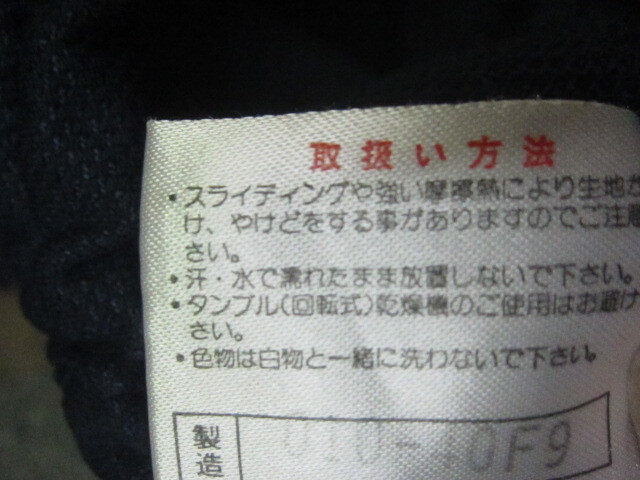 取扱い方法
・スライディングや強い摩擦熱により生地が
け、やけどをする事がありますのでご注意
さい。
・汗・水で濡れたまま放置しないで下さい。
・タンブル(回転式)乾燥機のご使用はお避け
さい。
・色物は白物と一緒に洗わないで下さい。
製造
0F9